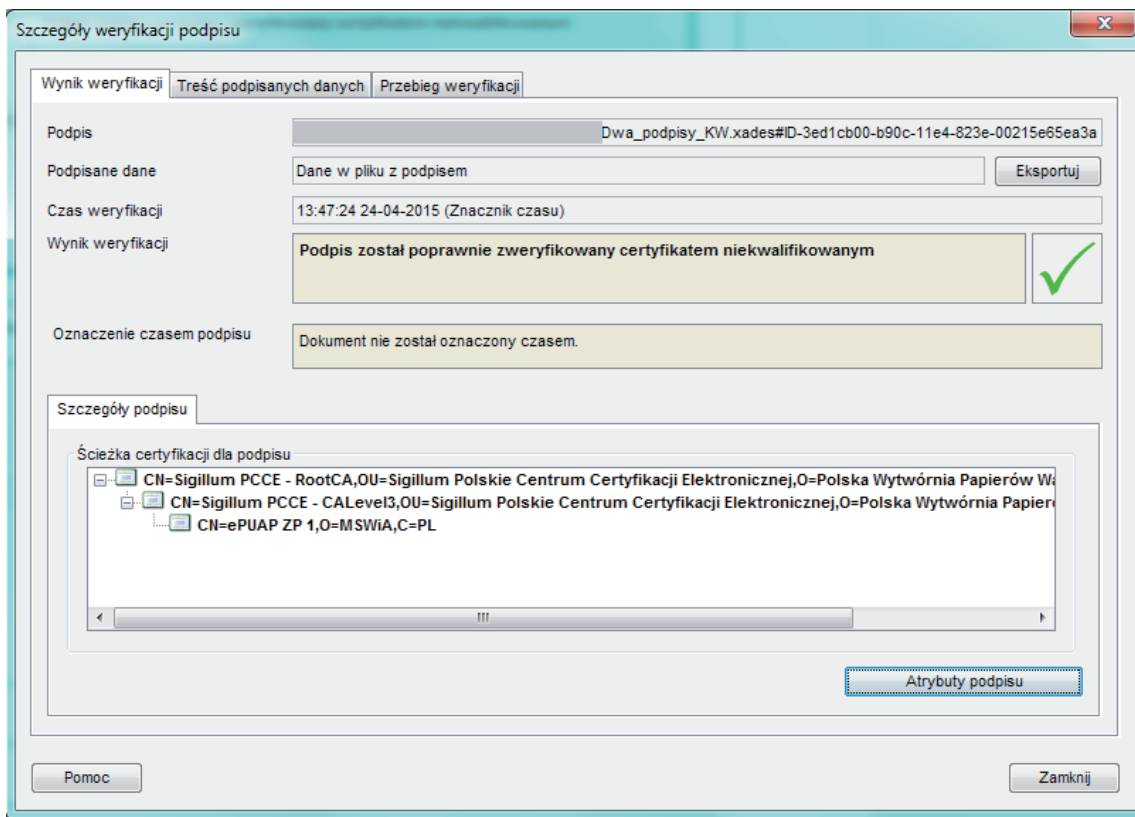 Szczegóły weryfikacji podpisu
Wynik weryfikacji Treść podpisanych danych Przebieg weryfikacji
Podpis Dwa_podpisy_KW.xades#ID-3ed1cb00-b90c-11e4-823e-00215e65ea3a
Podpisane dane Dane w pliku z podpisem Eksportuj
Czas weryfikacji 13:47:24 24-04-2015 (Znacznik czasu)
Wynik weryfikacji Podpis został poprawnie zweryfikowany certyfikatem niekwalifikowanym
Oznaczenie czasem podpisu Dokument nie został oznaczony czasem.
Szczegóły podpisu
Ścieżka certyfikacji dla podpisu
CN=Sigillum PCCE - RootCA,OU=Sigillum Polskie Centrum Certyfikacji Elektronicznej,O=Polska Wytwórnia Papierów Wa
CN=Sigillum PCCE - CALevel3,OU=Sigillum Polskie Centrum Certyfikacji Elektronicznej,O=Polska Wytwórnia Papieró
CN=ePUAP ZP 1,O=MSWiA,C=PL
Atrybuty podpisu
Pomoc Zamknij